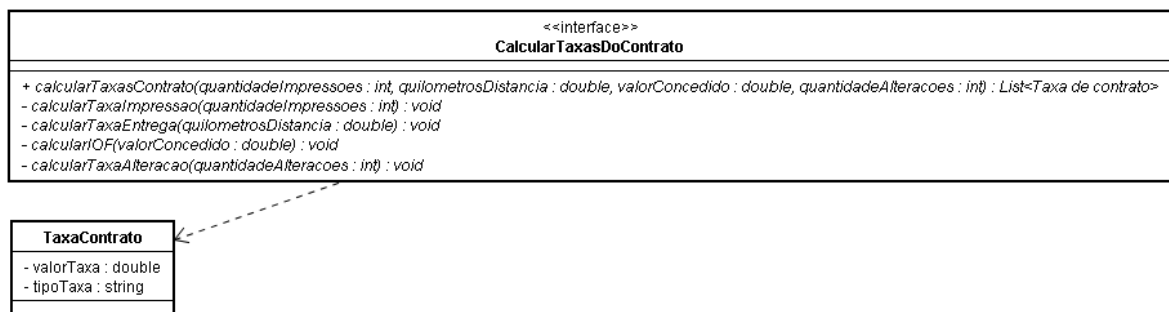 <<interface>>
CalcularTaxasDoContrato
+ calcularTaxasContrato(quantidadeImpressoes : int, quilometrosDistancia : double, valorConcedido : double, quantidadeAlteracoes : int) : List<Taxa de contrato>
- calcularTaxaImpressao(quantidadeImpressoes : int) : void
- calcularTaxaEntrega(quilometrosDistancia : double) : void
- calcularIOF(valorConcedido : double) : void
- calcularTaxaAlteracao(quantidadeAlteracoes : int) : void
TaxaContrato
- valorTaxa : double
- tipoTaxa : string